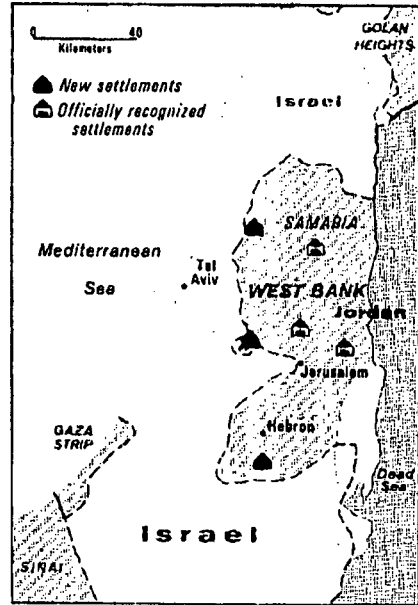 GOLAN
HEIGHTS
0 40
Kilometers
New settlements
Officially recognized
settlements
Israel
SAMARIA
Mediterranean
Sea
Tel
Aviv
WEST BANK
Jordan
Jerusalem
GAZA
STRIP
Hebron
Dead
Sea
Israel
SINAI